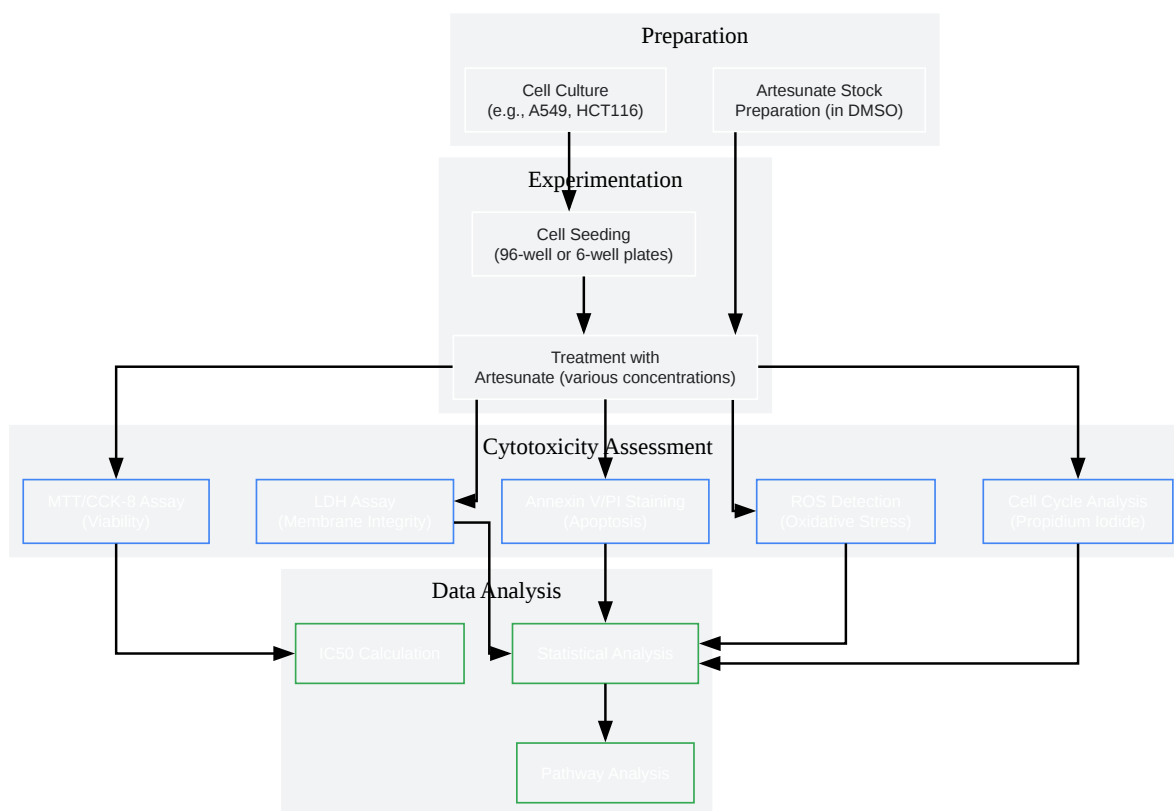 Preparation
Cell Culture
(e.g., A549, HCT116)
Artesunate Stock
Preparation (in DMSO)
Experimentation
Cell Seeding
(96-well or 6-well plates)
Treatment with
Artesunate (various concentrations)
Cytotoxicity Assessment
MTT/CCK-8 Assay
(Viability)
LDH Assay
(Membrane Integrity)
Annexin V/PI Staining
(Apoptosis)
ROS Detection
(Oxidative Stress)
Cell Cycle Analysis
(Propidium Iodide)
Data Analysis
IC50 Calculation
Statistical Analysis
Pathway Analysis